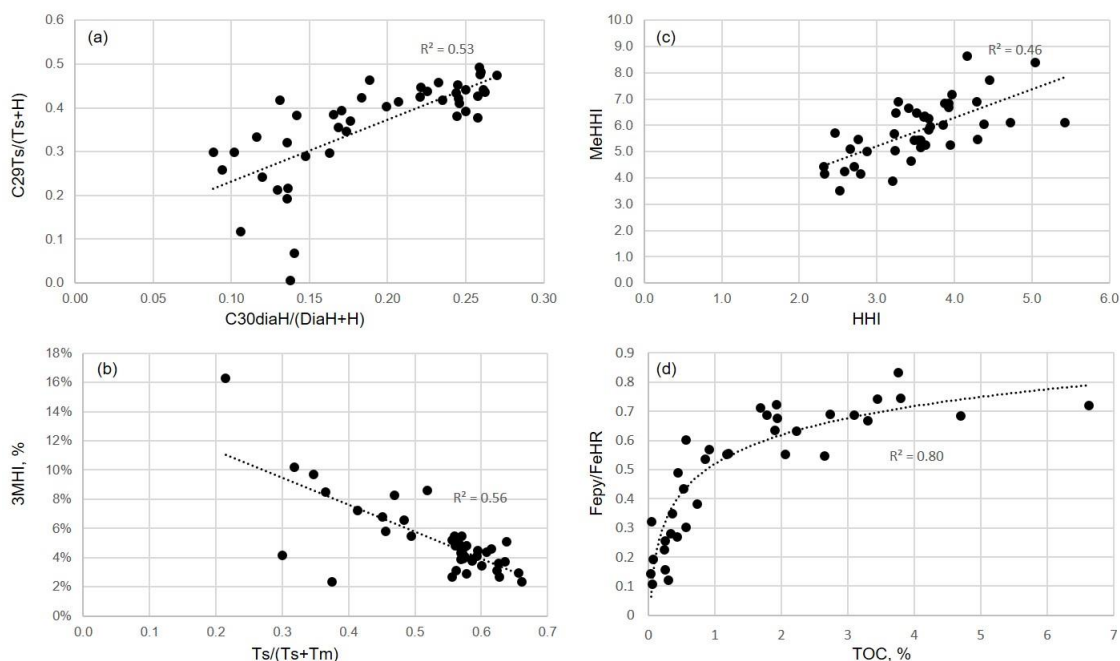 (a)
R² = 0.53
C29Ts/(Ts+H)
0.6
0.5
0.4
0.3
0.2
0.1
0.0
0.00 0.05 0.10 0.15 0.20 0.25 0.30
C30diaH/(DiaH+H)
(c)
R² = 0.46
MeHHI
10.0
9.0
8.0
7.0
6.0
5.0
4.0
3.0
2.0
1.0
0.0
0.0 1.0 2.0 3.0 4.0 5.0 6.0
HHI
(b)
R² = 0.56
3MHI, %
18%
16%
14%
12%
10%
8%
6%
4%
2%
0%
0.1 0.2 0.3 0.4 0.5 0.6 0.7
Ts/(Ts+Tm)
(d)
R² = 0.80
Fepy/FeHR
0.9
0.8
0.7
0.6
0.5
0.4
0.3
0.2
0.1
0
0 1 2 3 4 5 6 7
TOC, %